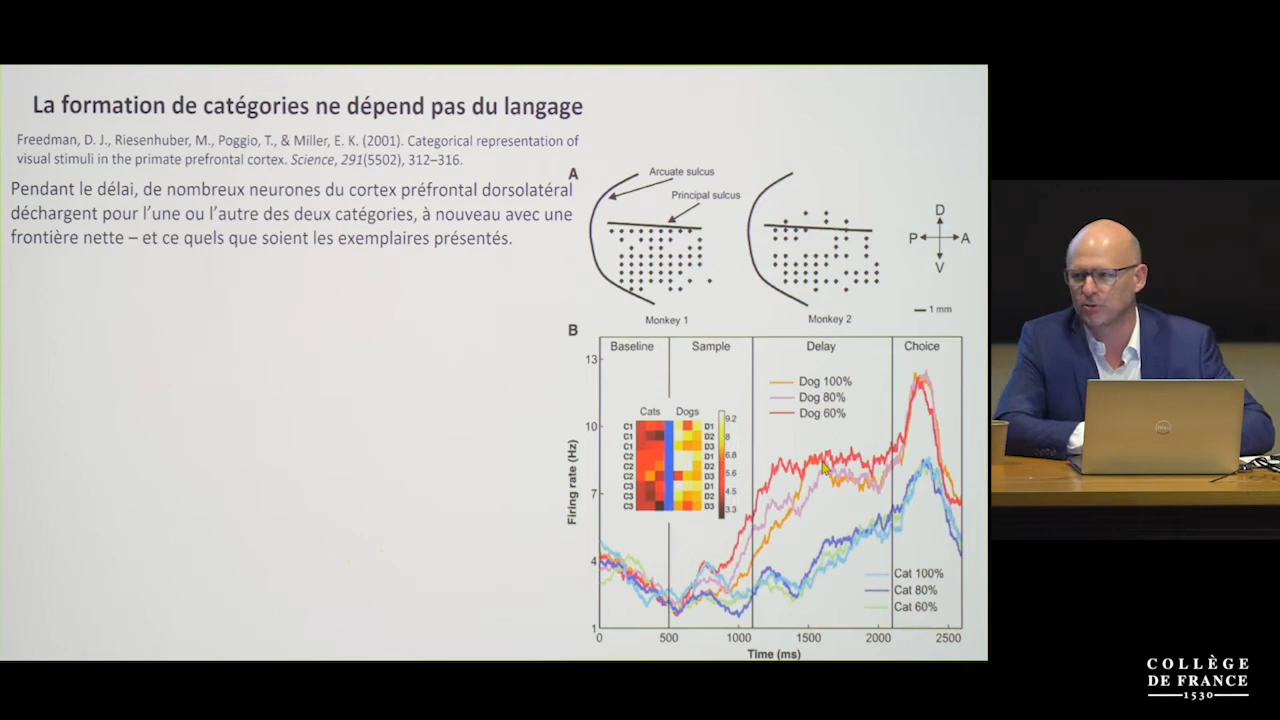 La formation de catégories ne dépend pas du langage
Freedman, D. J., Riesenhuber, M., Poggio, T., & Miller, E. K. (2001). Categorical representation of
visual stimuli in the primate prefrontal cortex. Science, 291(5502), 312–316.
Pendant le délai, de nombreux neurones du cortex préfrontal dorsolatéral
déchargent pour l'une ou l'autre des deux catégories, à nouveau avec une
frontière nette – et ce quels que soient les exemplaires présentés.
A
Arcuate sulcus
Principal sulcus
D
P A
V
1 mm
Monkey 1
Monkey 2
B
Baseline
Sample
Delay
Choice
13
10
7
4
1
Firing rate (Hz)
Dog 100%
Dog 80%
Dog 60%
Cats
Dogs
C1
C1
C1
C2
C2
C2
C3
C3
C3
D1
D2
D3
D1
D2
D3
D1
D2
D3
9.2
8
6.8
5.6
4.5
3.3
Cat 100%
Cat 80%
Cat 60%
0
500
1000
1500
2000
2500
Time (ms)
DELL
COLLÈGE
DE FRANCE
1530